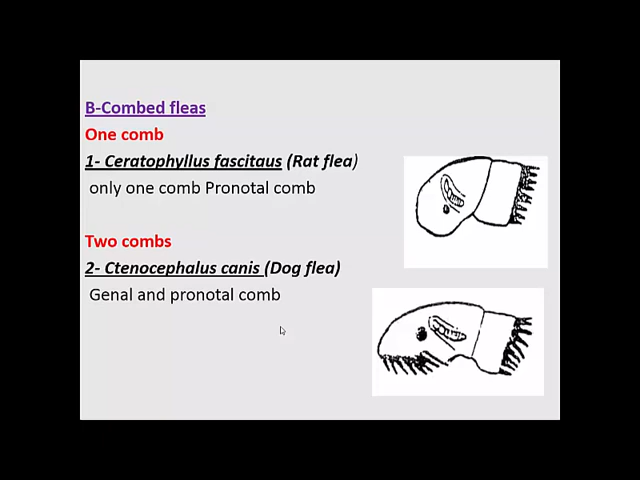 B-Combed fleas
One comb
1- Ceratophyllus fascitaus (Rat flea)
only one comb Pronotal comb
Two combs
2- Ctenocephalus canis (Dog flea)
Genal and pronotal comb